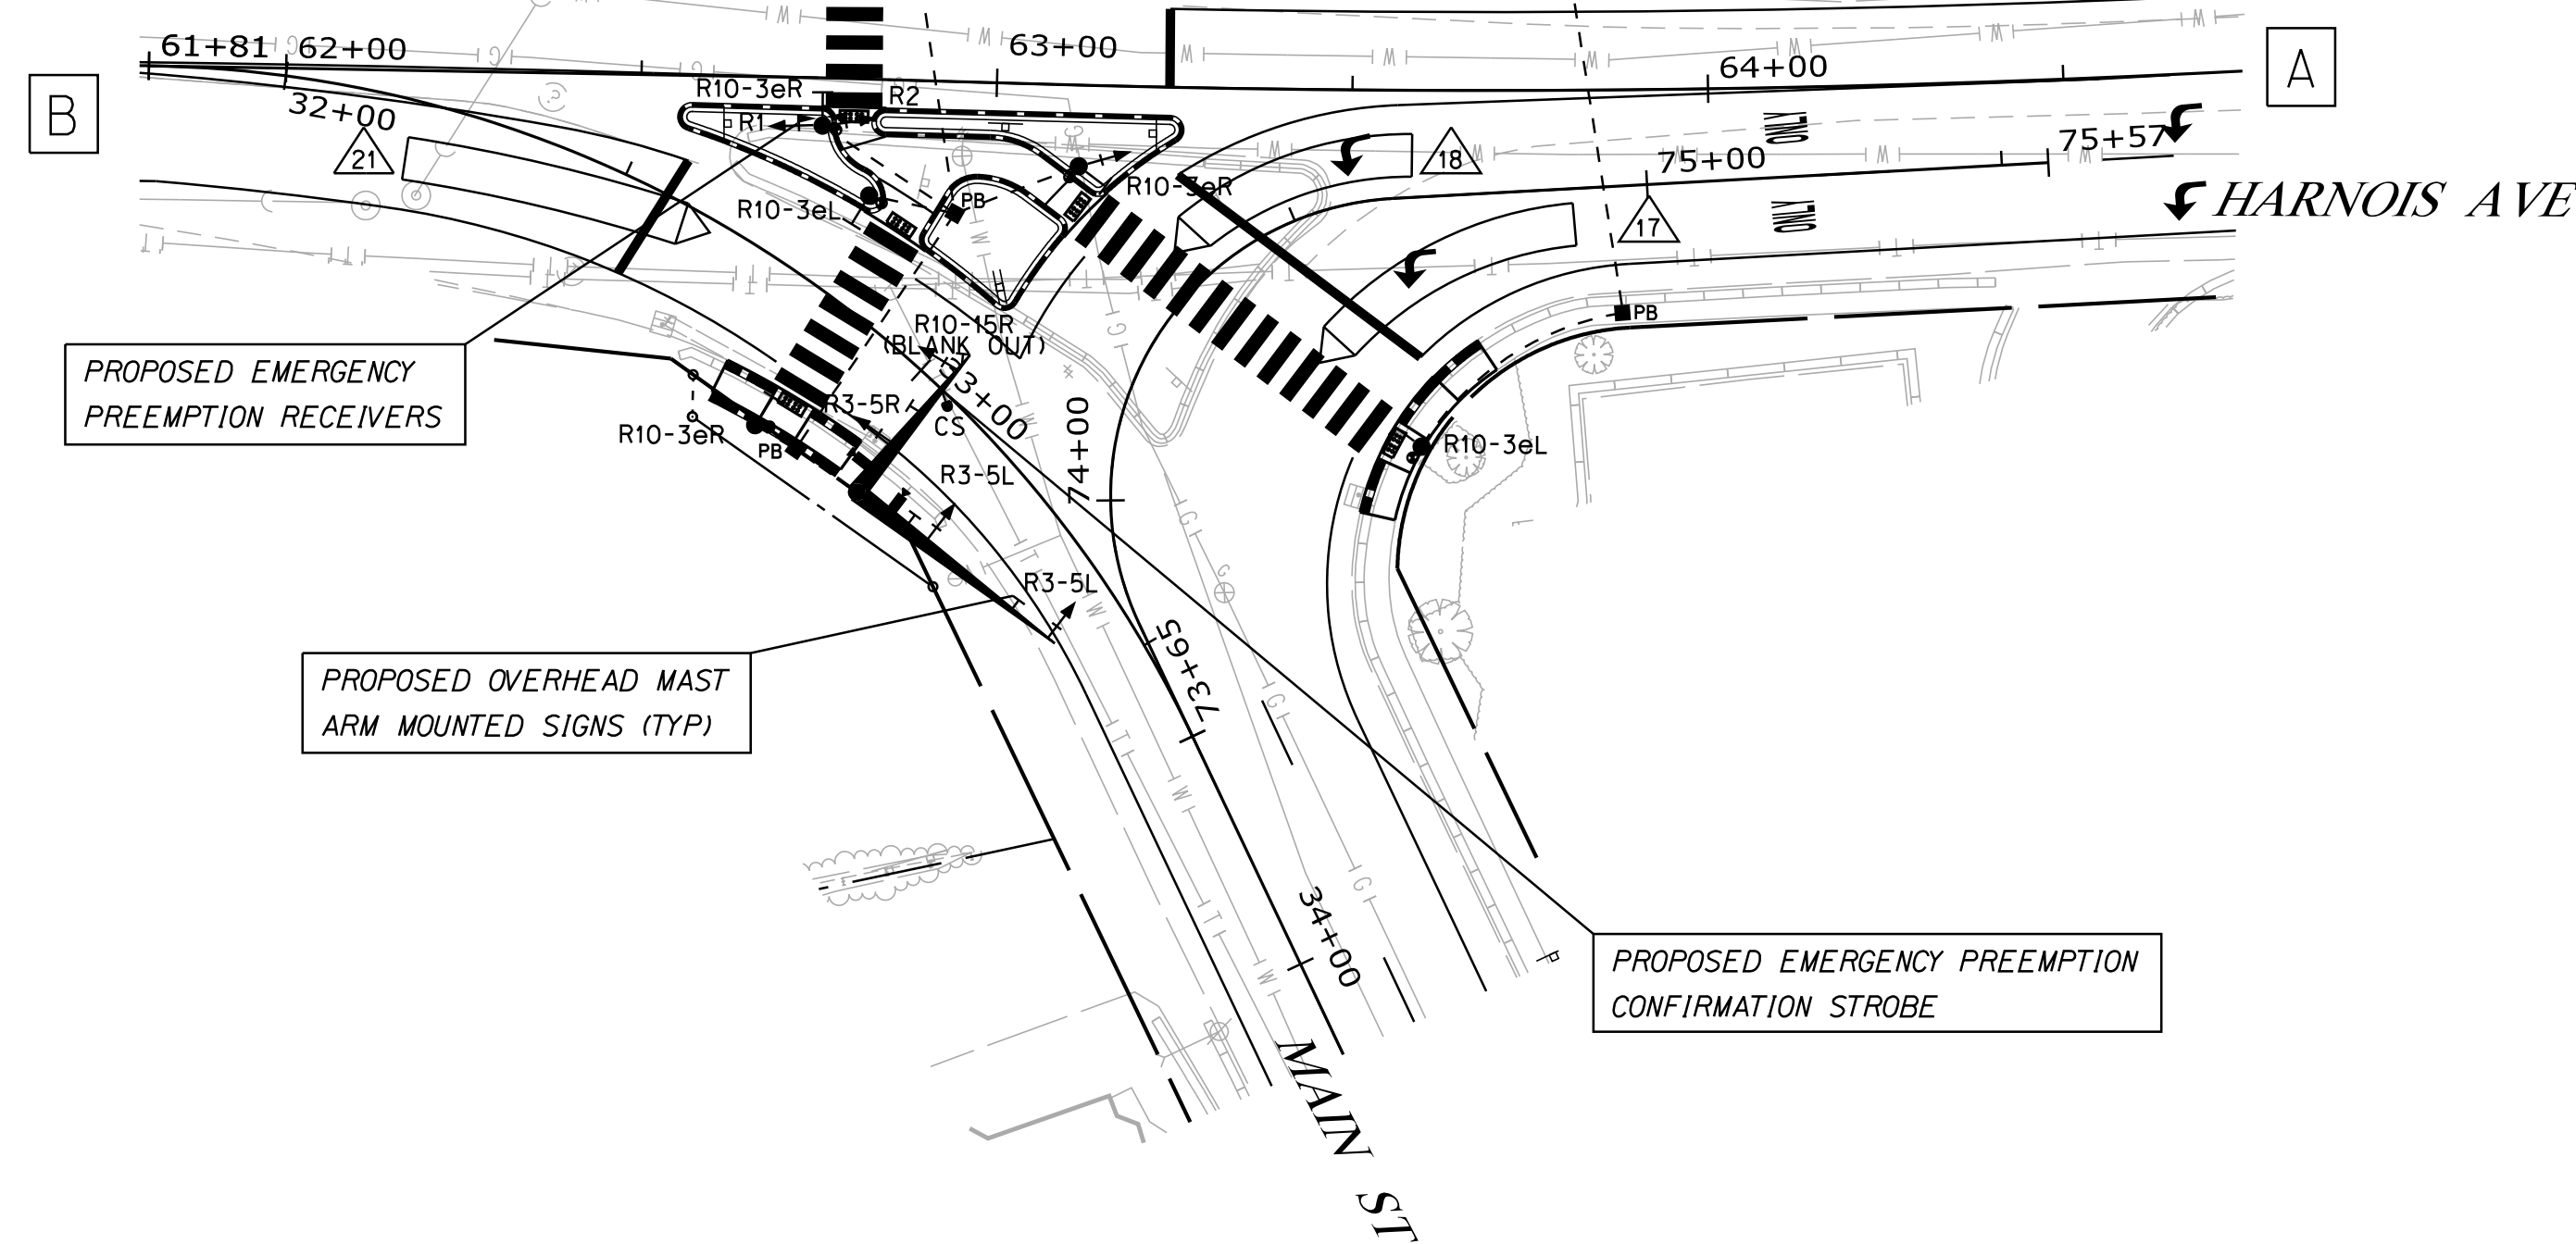 61+81
62+00
63+00
64+00
A
B
32+00
R10-3eR
R2
R1
21
18
75+00
75+57
R10-3eL
PB
R10-3eR
17
HARNOIS AVE
ONLY
ONLY
PB
R10-15R
(BLANK OUT)
33+00
PROPOSED EMERGENCY
PREEMPTION RECEIVERS
R3-5R
CS
R10-3eR
PB
74+00
R10-3eL
R3-5L
R3-5L
73+65
PROPOSED OVERHEAD MAST
ARM MOUNTED SIGNS (TYP)
34+00
PROPOSED EMERGENCY PREEMPTION
CONFIRMATION STROBE
MAIN ST